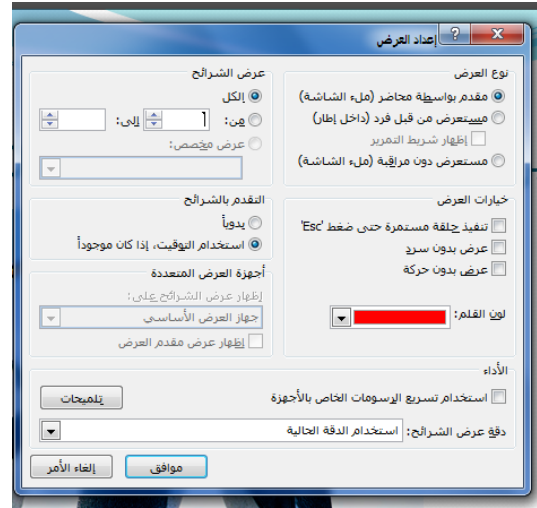 إعداد العرض
نوع العرض
مقدم بواسطة محاضر (ملء الشاشة)
مستعرض من قبل فرد (داخل إطار)
إظهار شريط التمرير
مستعرض دون مراقبة (ملء الشاشة)
عرض الشرائح
الكل
من: 1 إلى:
عرض مخصص:
خيارات العرض
تنفيذ حلقة مستمرة حتى ضغط 'Esc'
عرض بدون سرد
عرض بدون حركة
لون القلم:
التقدم بالشرائح
يدوياً
استخدام التوقيت، إذا كان موجوداً
أجهزة العرض المتعددة
إظهار عرض الشرائح على:
جهاز العرض الأساسي
إظهار عرض مقدم العرض
الأداء
استخدام تسريع الرسومات الخاص بالأجهزة
تلميحات
دقة عرض الشرائح: استخدام الدقة الحالية
موافق
إلغاء الأمر